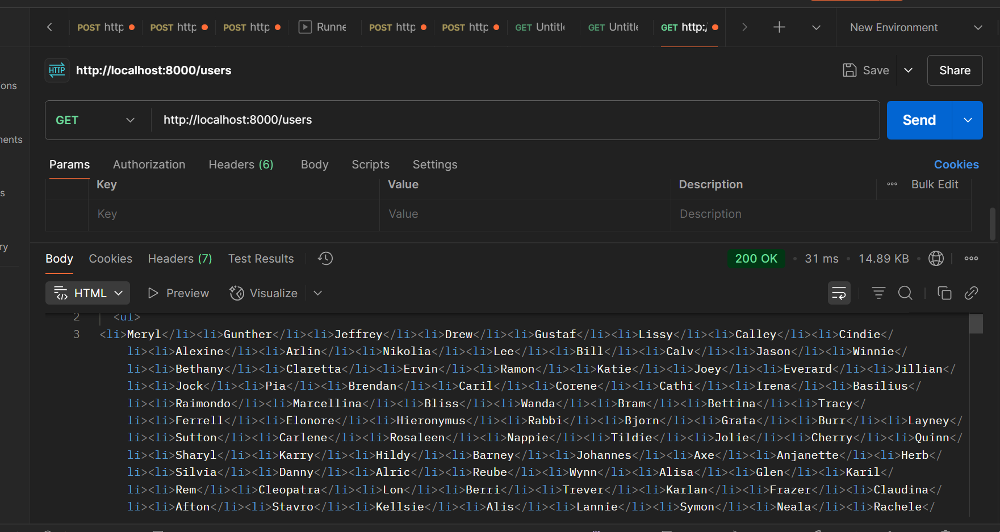 POST http POST http POST http Runne POST http POST http GET Untitle GET Untitle GET http:/ New Environment
HTTP http://localhost:8000/users Save Share
ons
GET http://localhost:8000/users Send
nents
Params Authorization Headers (6) Body Scripts Settings Cookies
Key Value Description Bulk Edit
s
Key Value Description
ry
Body Cookies Headers (7) Test Results 200 OK • 31 ms • 14.89 KB •
HTML Preview Visualize
2 <ul>
3 <li>Meryl</li><li>Gunther</li><li>Jeffrey</li><li>Drew</li><li>Gustaf</li><li>Lissy</li><li>Calley</li><li>Cindie</
li><li>Alexine</li><li>Arlin</li><li>Nikolia</li><li>Lee</li><li>Bill</li><li>Calv</li><li>Jason</li><li>Winnie</
li><li>Bethany</li><li>Claretta</li><li>Ervin</li><li>Ramon</li><li>Katie</li><li>Joey</li><li>Everard</li><li>Jillian</
li><li>Jock</li><li>Pia</li><li>Brendan</li><li>Caril</li><li>Corene</li><li>Cathi</li><li>Irena</li><li>Basilius</
li><li>Raimondo</li><li>Marcellina</li><li>Bliss</li><li>Wanda</li><li>Bram</li><li>Bettina</li><li>Tracy</
li><li>Ferrell</li><li>Elonore</li><li>Hieronymus</li><li>Rabbi</li><li>Bjorn</li><li>Grata</li><li>Burr</li><li>Layney</
li><li>Sutton</li><li>Carlene</li><li>Rosaleen</li><li>Nappie</li><li>Tildie</li><li>Jolie</li><li>Cherry</li><li>Quinn</
li><li>Sharyl</li><li>Karry</li><li>Hildy</li><li>Barney</li><li>Johannes</li><li>Axe</li><li>Anjanette</li><li>Herb</
li><li>Silvia</li><li>Danny</li><li>Alric</li><li>Reube</li><li>Wynn</li><li>Alisa</li><li>Glen</li><li>Karil</
li><li>Rem</li><li>Cleopatra</li><li>Lon</li><li>Berri</li><li>Trever</li><li>Karlan</li><li>Frazer</li><li>Claudina</
li><li>Afton</li><li>Stavro</li><li>Kellsie</li><li>Alis</li><li>Lannie</li><li>Symon</li><li>Neala</li><li>Rachele</